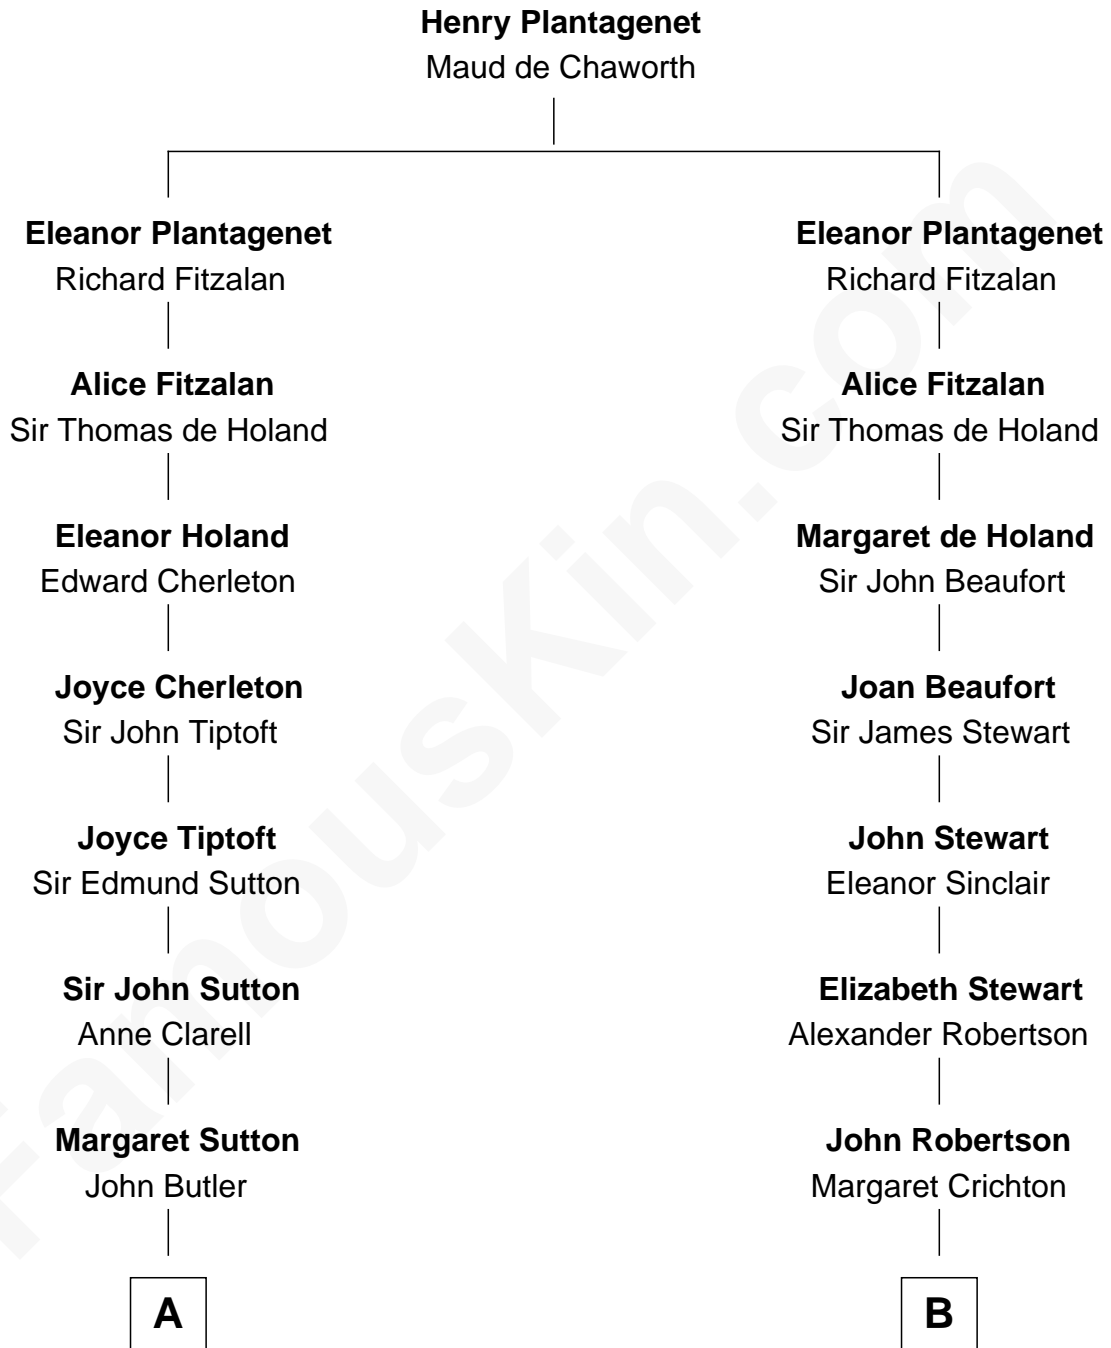 Henry Plantagenet
Maud de Chaworth
Eleanor Plantagenet
Richard Fitzalan
Alice Fitzalan
Sir Thomas de Holand
Eleanor Holand
Edward Cherleton
Joyce Cherleton
Sir John Tiptoft
Joyce Tiptoft
Sir Edmund Sutton
Sir John Sutton
Anne Clarell
Margaret Sutton
John Butler
A
Eleanor Plantagenet
Richard Fitzalan
Alice Fitzalan
Sir Thomas de Holand
Margaret de Holand
Sir John Beaufort
Joan Beaufort
Sir James Stewart
John Stewart
Eleanor Sinclair
Elizabeth Stewart
Alexander Robertson
John Robertson
Margaret Crichton
B
FamousKin.com